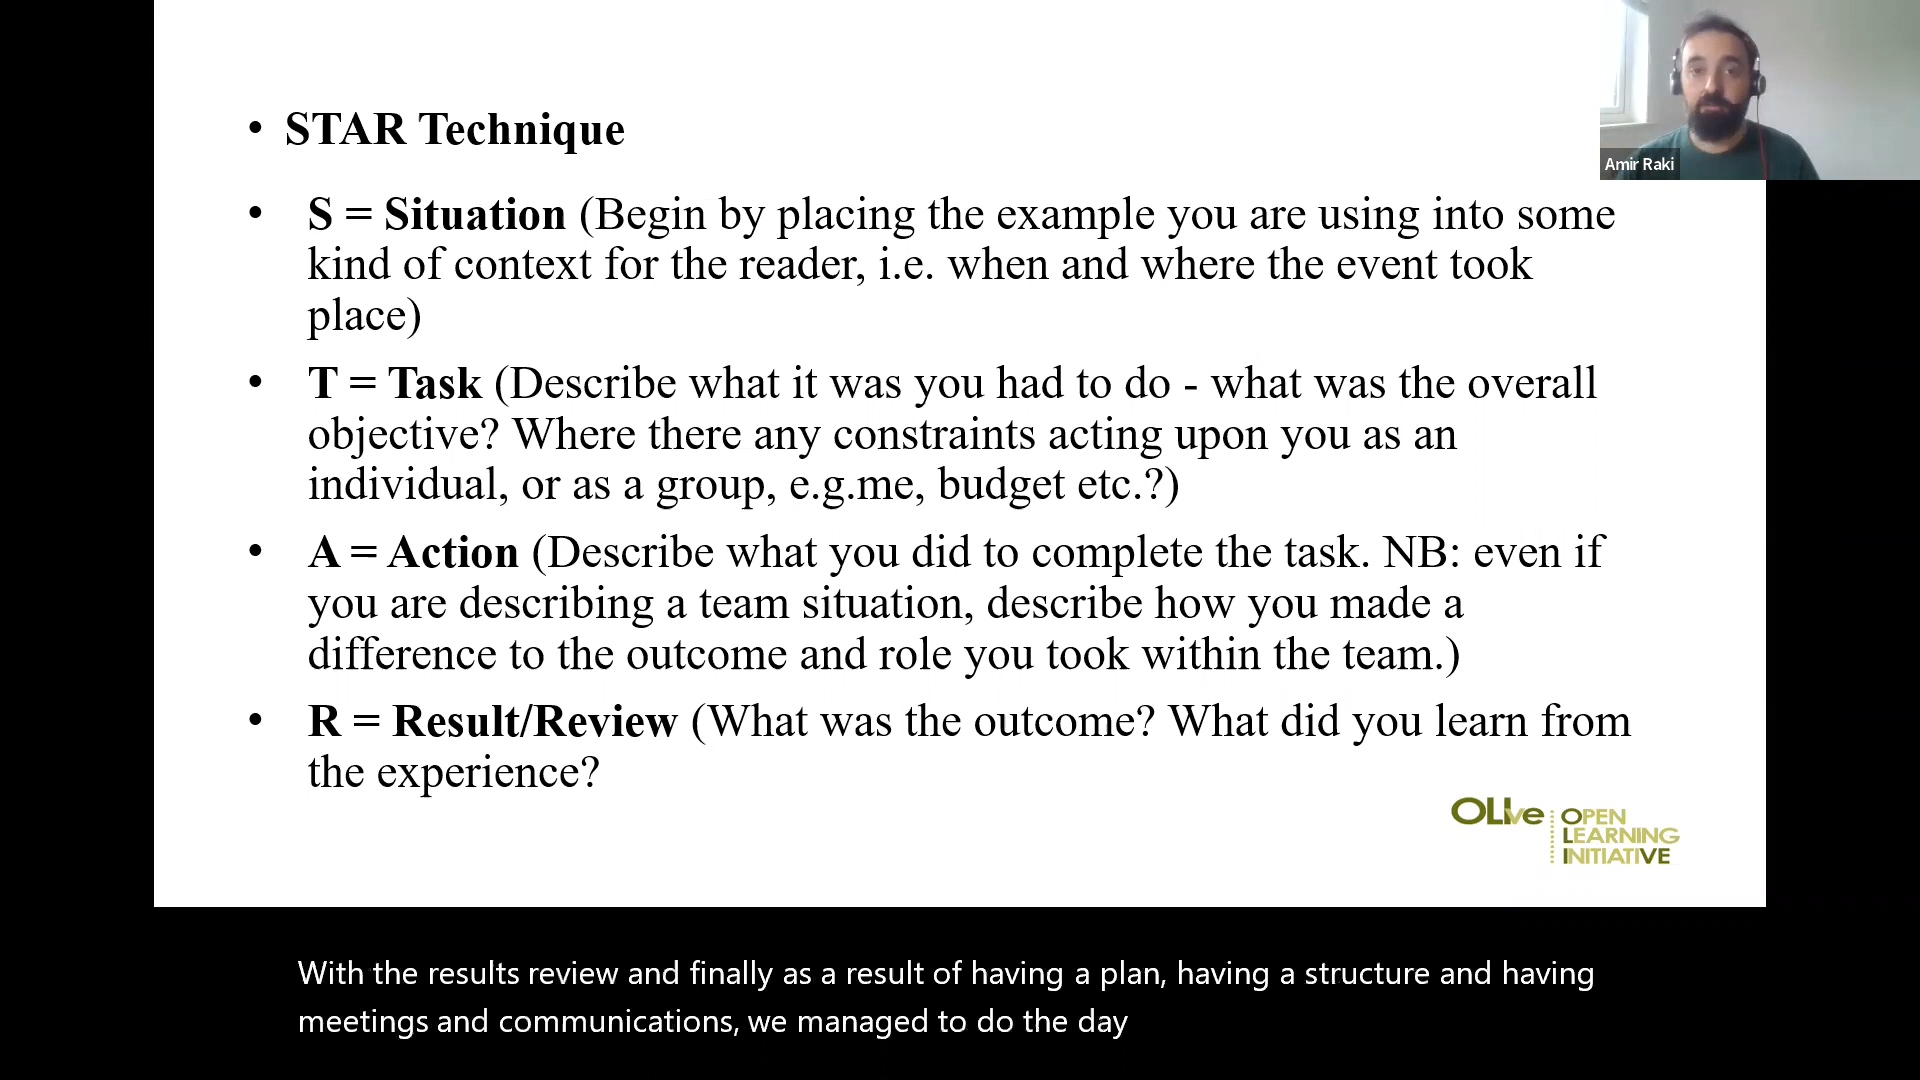 • STAR Technique
• S = Situation (Begin by placing the example you are using into some
kind of context for the reader, i.e. when and where the event took
place)
• T = Task (Describe what it was you had to do - what was the overall
objective? Where there any constraints acting upon you as an
individual, or as a group, e.g.me, budget etc.?)
• A = Action (Describe what you did to complete the task. NB: even if
you are describing a team situation, describe how you made a
difference to the outcome and role you took within the team.)
• R = Result/Review (What was the outcome? What did you learn from
the experience?
OLIve
OPEN
LEARNING
INITIATIVE
Amir Raki
With the results review and finally as a result of having a plan, having a structure and having
meetings and communications, we managed to do the day